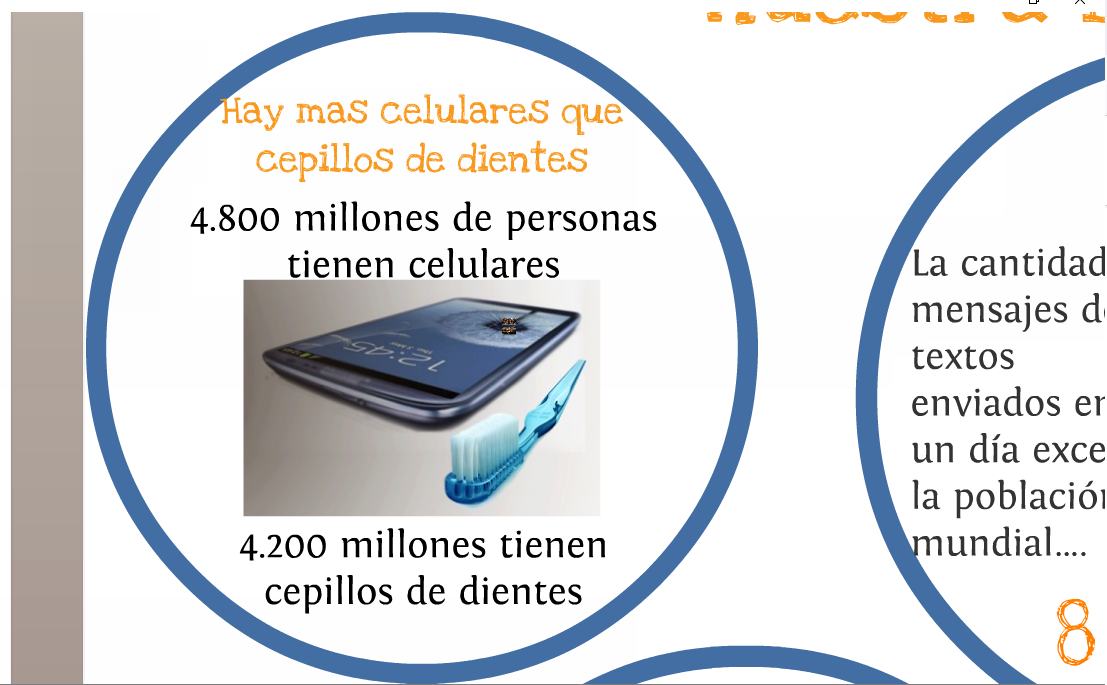 Hay mas celulares que
cepillos de dientes
4.800 millones de personas
tienen celulares
12:45
4.200 millones tienen
cepillos de dientes
La cantidad
mensajes d
textos
enviados en
un día exce
la población
mundial....
8